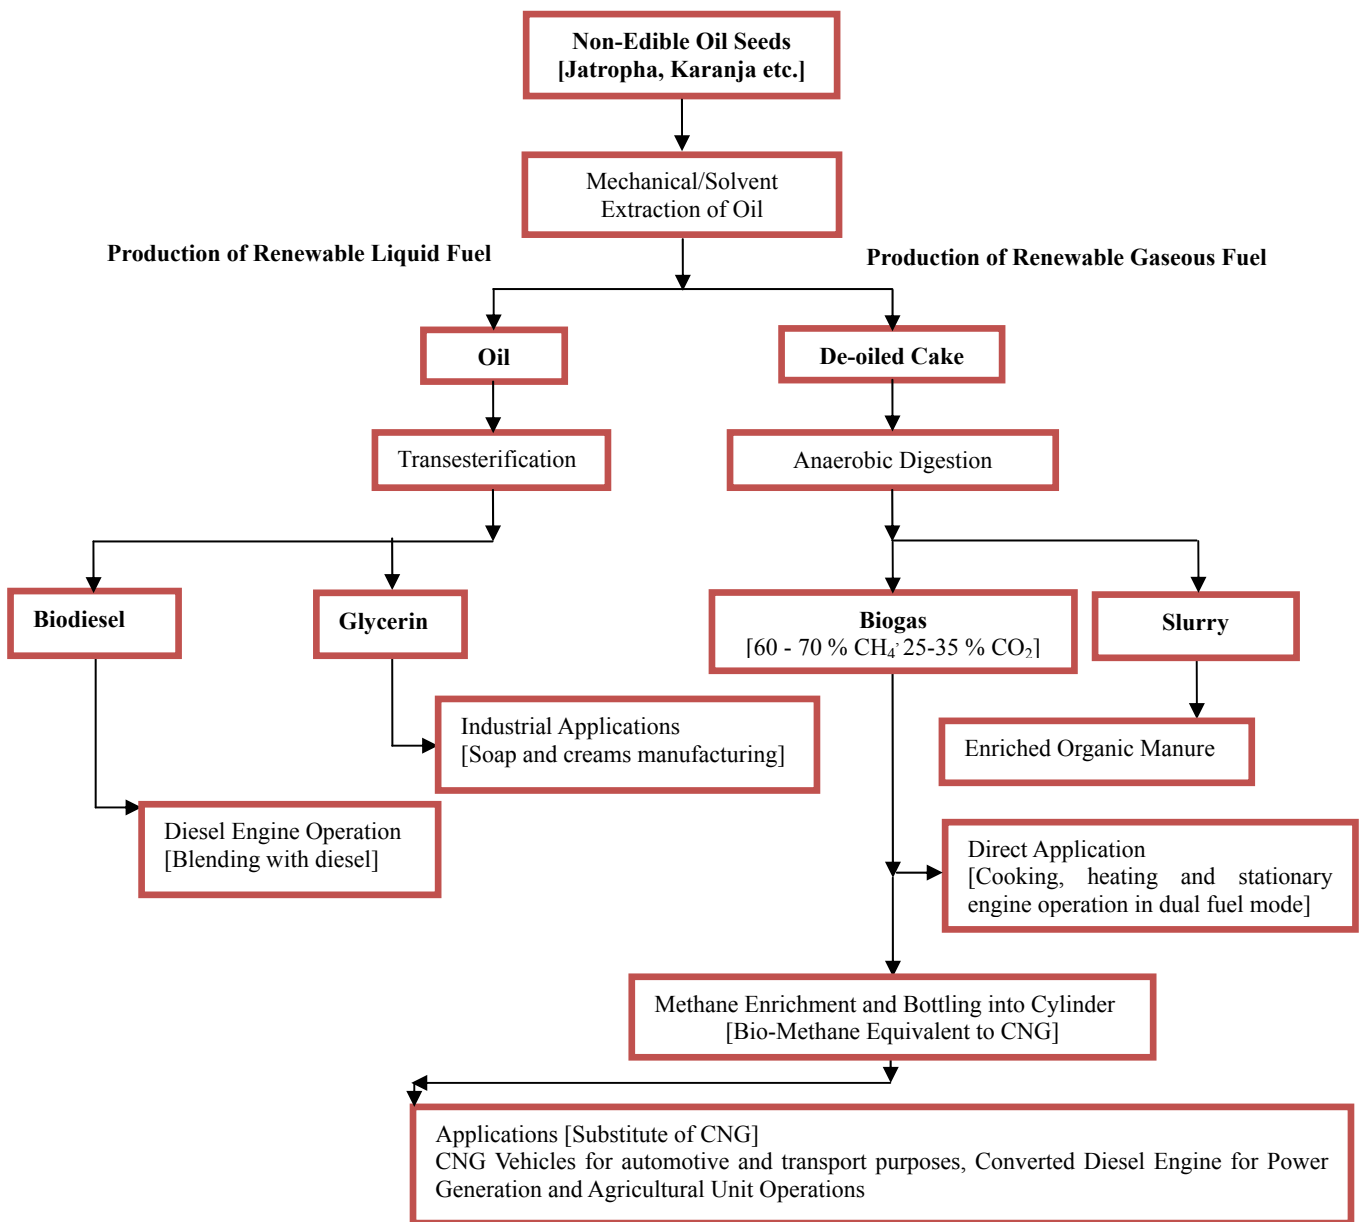 Non-Edible Oil Seeds
[Jatropha, Karanja etc.]
Mechanical/Solvent
Extraction of Oil
Production of Renewable Liquid Fuel
Production of Renewable Gaseous Fuel
Oil
De-oiled Cake
Transesterification
Anaerobic Digestion
Biodiesel
Glycerin
Biogas
[60 - 70 % CH₄, 25-35 % CO₂]
Slurry
Industrial Applications
[Soap and creams manufacturing]
Enriched Organic Manure
Diesel Engine Operation
[Blending with diesel]
Direct Application
[Cooking, heating and stationary
engine operation in dual fuel mode]
Methane Enrichment and Bottling into Cylinder
[Bio-Methane Equivalent to CNG]
Applications [Substitute of CNG]
CNG Vehicles for automotive and transport purposes, Converted Diesel Engine for Power
Generation and Agricultural Unit Operations